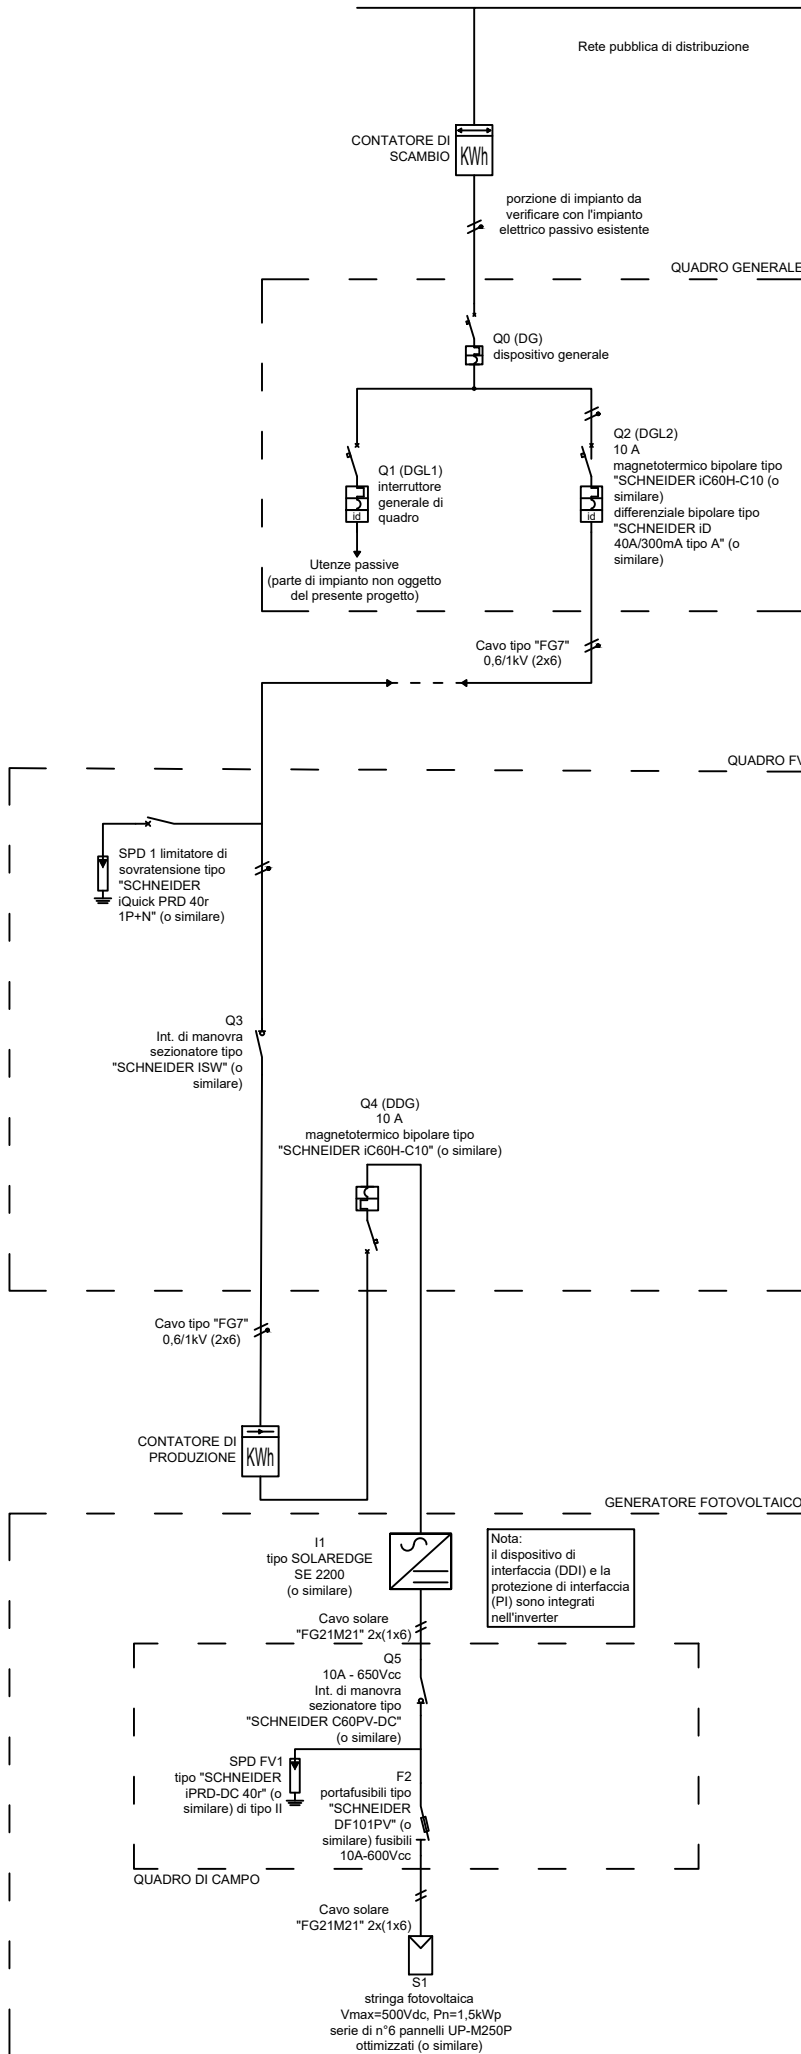 Rete pubblica di distribuzione
CONTATORE DI
SCAMBIO
KWh
porzione di impianto da
verificare con l'impianto
elettrico passivo esistente
QUADRO GENERALE
Q0 (DG)
dispositivo generale
Q1 (DGL1)
interruttore
generale di
quadro
id
Utenze passive
(parte di impianto non oggetto
del presente progetto)
Q2 (DGL2)
10 A
magnetotermico bipolare tipo
"SCHNEIDER iC60H-C10 (o
similare)
differenziale bipolare tipo
"SCHNEIDER iD
40A/300mA tipo A" (o
similare)
id
Cavo tipo "FG7"
0,6/1kV (2x6)
QUADRO FV
SPD 1 limitatore di
sovratensione tipo
"SCHNEIDER
iQuick PRD 40r
1P+N" (o similare)
Q3
Int. di manovra
sezionatore tipo
"SCHNEIDER ISW" (o
similare)
Q4 (DDG)
10 A
magnetotermico bipolare tipo
"SCHNEIDER iC60H-C10" (o similare)
Cavo tipo "FG7"
0,6/1kV (2x6)
CONTATORE DI
PRODUZIONE
KWh
GENERATORE FOTOVOLTAICO
I1
tipo SOLAREDGE
SE 2200
(o similare)
Nota:
il dispositivo di
interfaccia (DDI) e la
protezione di interfaccia
(PI) sono integrati
nell'inverter
Cavo solare
"FG21M21" 2x(1x6)
Q5
10A - 650Vcc
Int. di manovra
sezionatore tipo
"SCHNEIDER C60PV-DC"
(o similare)
SPD FV1
tipo "SCHNEIDER
iPRD-DC 40r" (o
similare) di tipo II
F2
portafusibili tipo
"SCHNEIDER
DF101PV" (o
similare) fusibili
10A-600Vcc
QUADRO DI CAMPO
Cavo solare
"FG21M21" 2x(1x6)
S1
stringa fotovoltaica
Vmax=500Vdc, Pn=1,5kWp
serie di n°6 pannelli UP-M250P
ottimizzati (o similare)